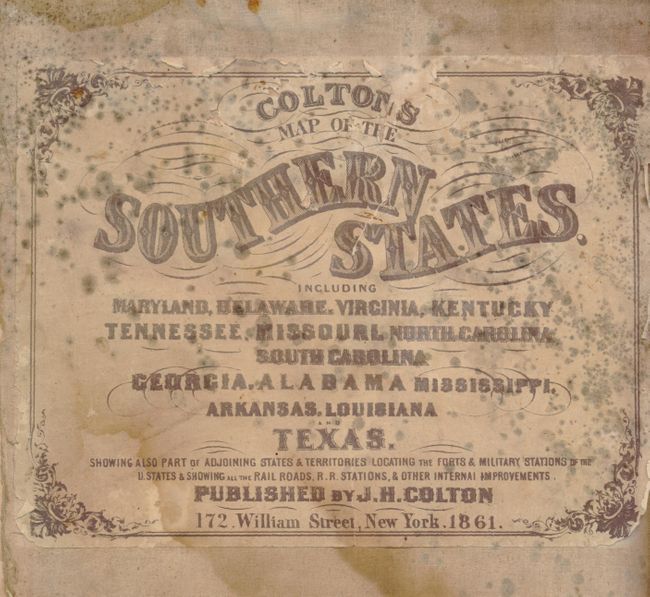 COLTON'S
MAP OF THE
SOUTHERN
STATES.
INCLUDING
MARYLAND, DELAWARE, VIRGINIA, KENTUCKY
TENNESSEE, MISSOURI, NORTH CAROLINA
SOUTH CAROLINA
GEORGIA, ALABAMA MISSISSIPPI,
ARKANSAS, LOUISIANA
AND
TEXAS.
SHOWING ALSO PART OF ADJOINING STATES & TERRITORIES LOCATING THE FORTS & MILITARY STATIONS OF THE
U. STATES & SHOWING ALL THE RAIL ROADS, R. R. STATIONS, & OTHER INTERNAL IMPROVEMENTS.
PUBLISHED BY J. H. COLTON
172. William Street, New York. 1861.